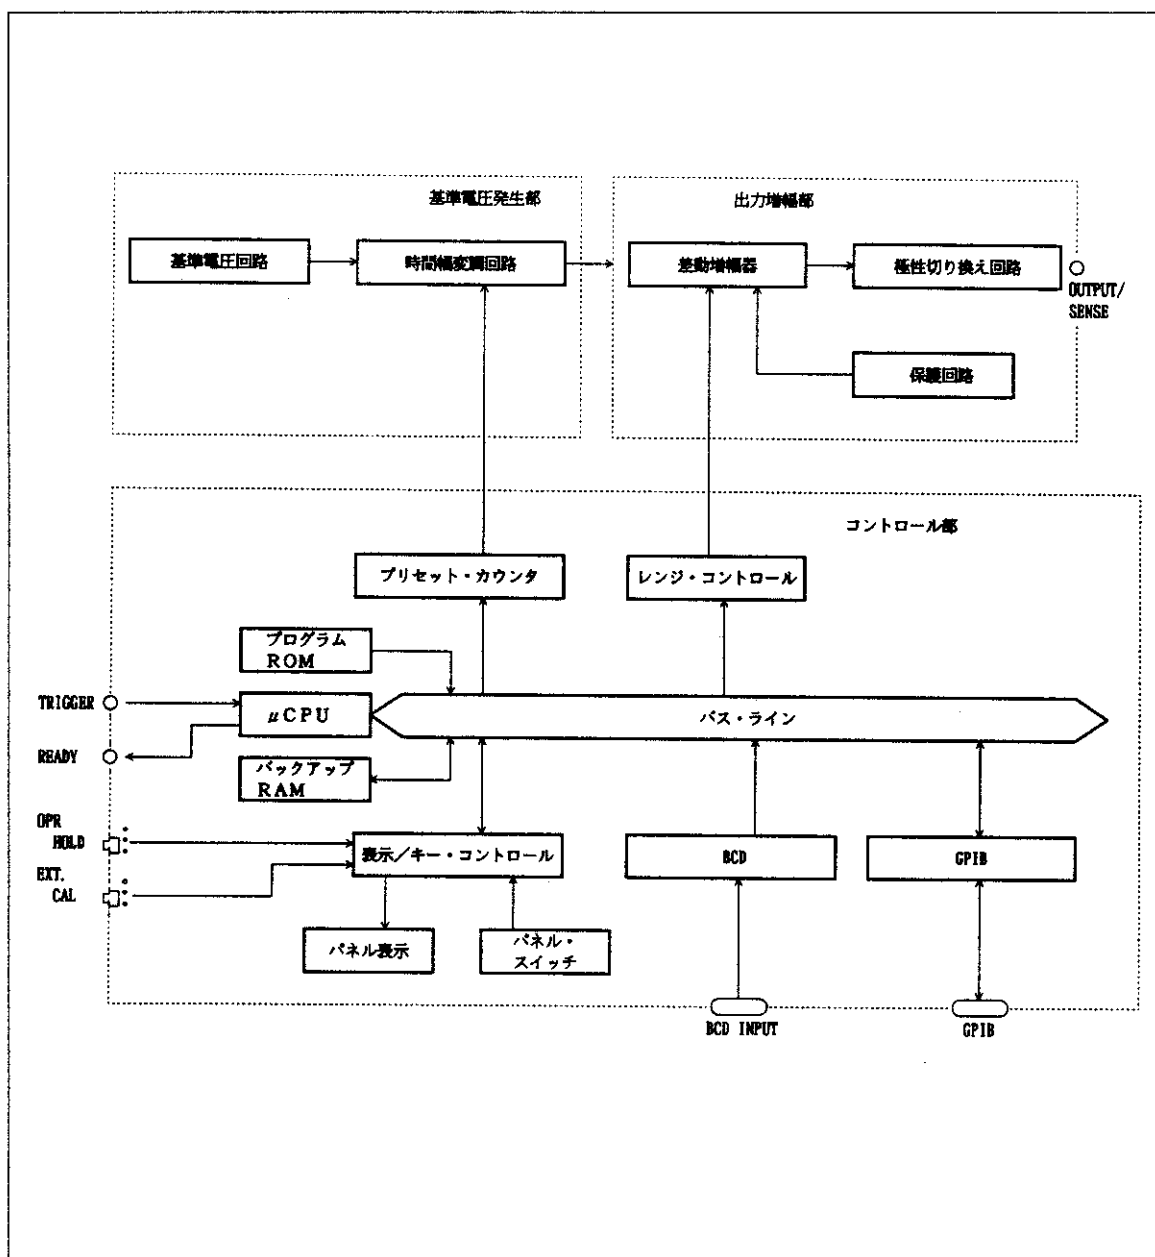 基準電圧発生部
出力増幅部
基準電圧回路
時間幅変調回路
差動増幅器
極性切り換え回路
OUTPUT/
SENSE
保護回路
コントロール部
プリセット・カウンタ
レンジ・コントロール
プログラム
ROM
TRIGGER
μCPU
バス・ライン
READY
バックアップ
RAM
OPR
HOLD
表示/キー・コントロール
BCD
GPIB
EXT.
CAL
パネル表示
パネル・
スイッチ
BCD INPUT
GPIB